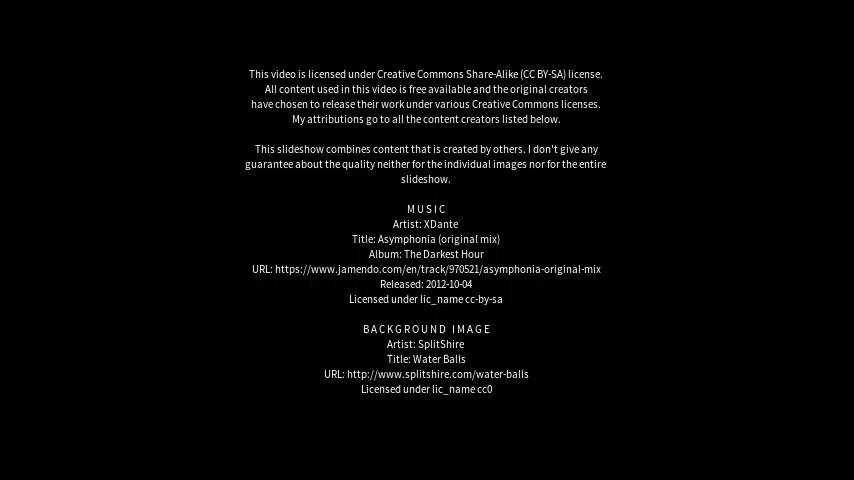 This video is licensed under Creative Commons Share-Alike (CC BY-SA) license.
All content used in this video is free available and the original creators
have chosen to release their work under various Creative Commons licenses.
My attributions go to all the content creators listed below.
This slideshow combines content that is created by others. I don't give any
guarantee about the quality neither for the individual images nor for the entire
slideshow.
MUSIC
Artist: XDante
Title: Asymphonia (original mix)
Album: The Darkest Hour
URL: https://www.jamendo.com/en/track/970521/asymphonia-original-mix
Released: 2012-10-04
Licensed under lic_name cc-by-sa
BACKGROUND IMAGE
Artist: SplitShire
Title: Water Balls
URL: http://www.splitshire.com/water-balls
Licensed under lic_name cc0